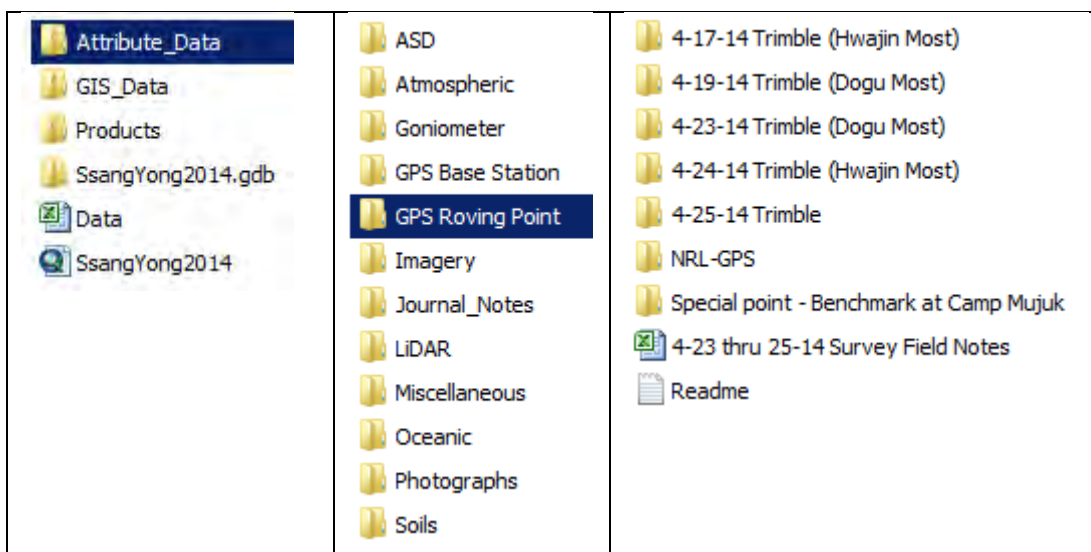 Attribute_Data
GIS_Data
Products
SsangYong2014.gdb
Data
SsangYong2014
ASD
Atmospheric
Goniometer
GPS Base Station
GPS Roving Point
Imagery
Journal_Notes
LiDAR
Miscellaneous
Oceanic
Photographs
Soils
4-17-14 Trimble (Hwajin Most)
4-19-14 Trimble (Dogu Most)
4-23-14 Trimble (Dogu Most)
4-24-14 Trimble (Hwajin Most)
4-25-14 Trimble
NRL-GPS
Special point - Benchmark at Camp Mujuk
4-23 thru 25-14 Survey Field Notes
Readme